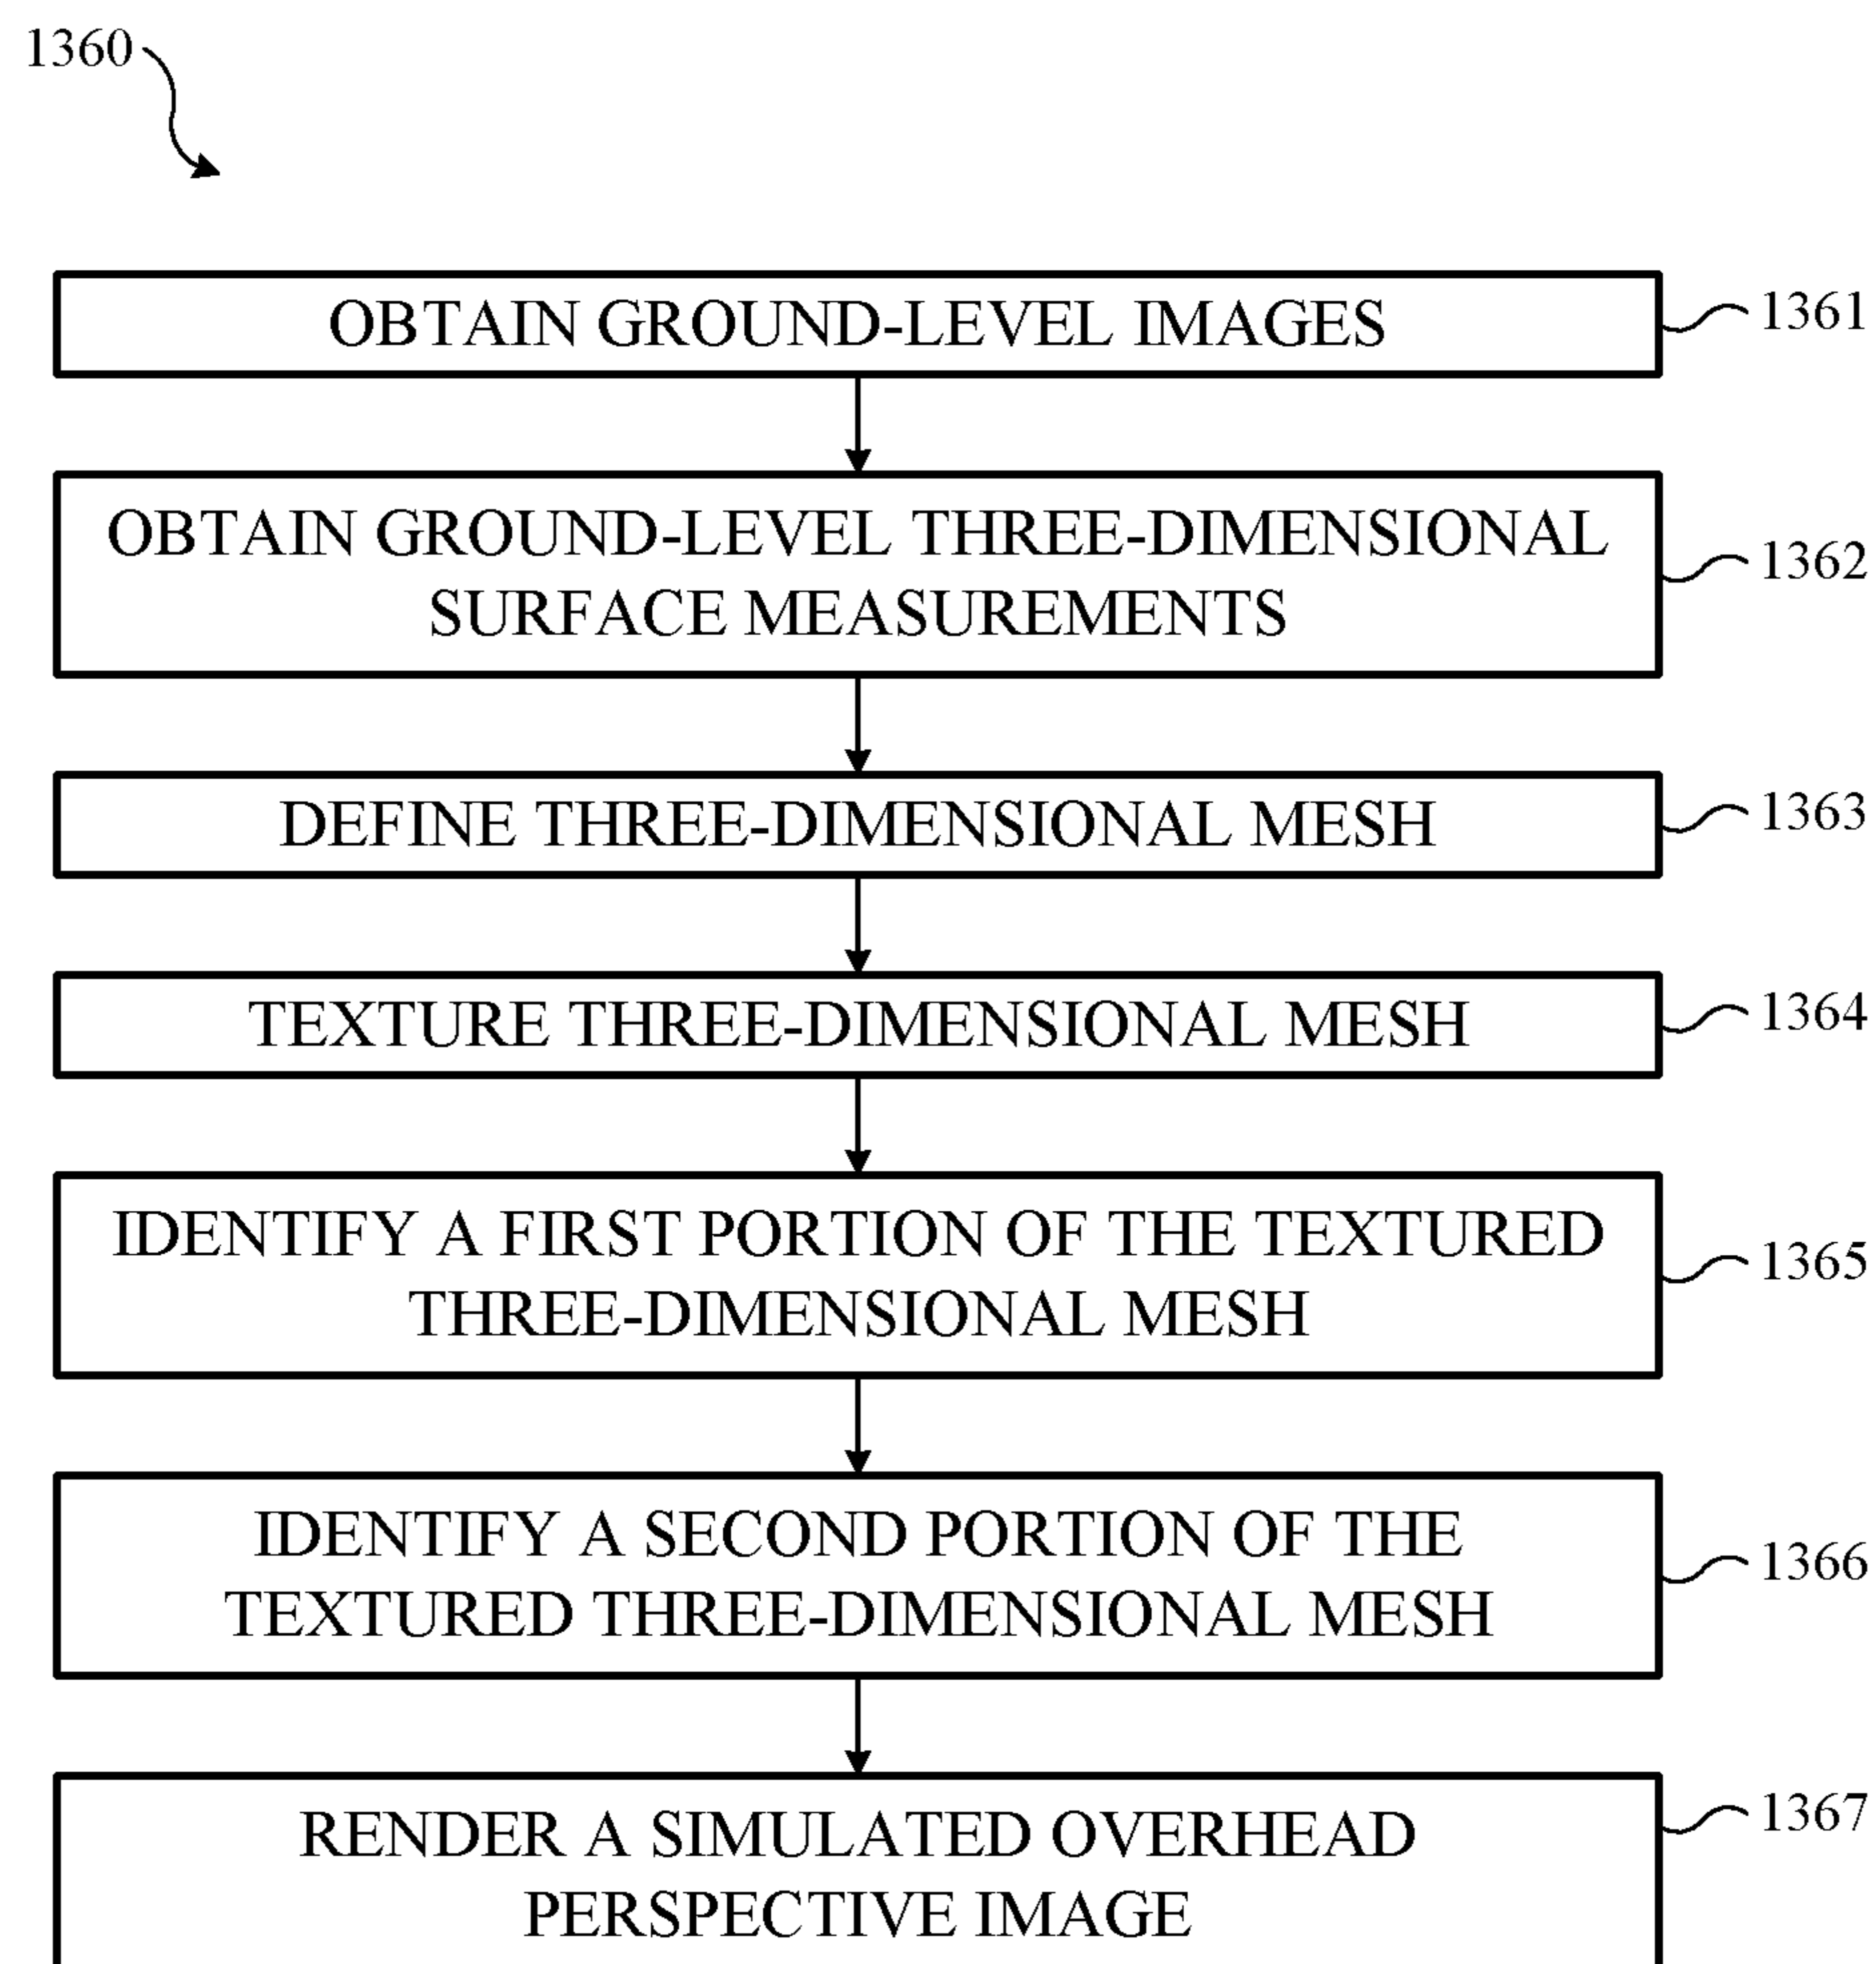 1360
OBTAIN GROUND-LEVEL IMAGES
1361
OBTAIN GROUND-LEVEL THREE-DIMENSIONAL
SURFACE MEASUREMENTS
1362
DEFINE THREE-DIMENSIONAL MESH
1363
TEXTURE THREE-DIMENSIONAL MESH
1364
IDENTIFY A FIRST PORTION OF THE TEXTURED
THREE-DIMENSIONAL MESH
1365
IDENTIFY A SECOND PORTION OF THE
TEXTURED THREE-DIMENSIONAL MESH
1366
RENDER A SIMULATED OVERHEAD
PERSPECTIVE IMAGE
1367